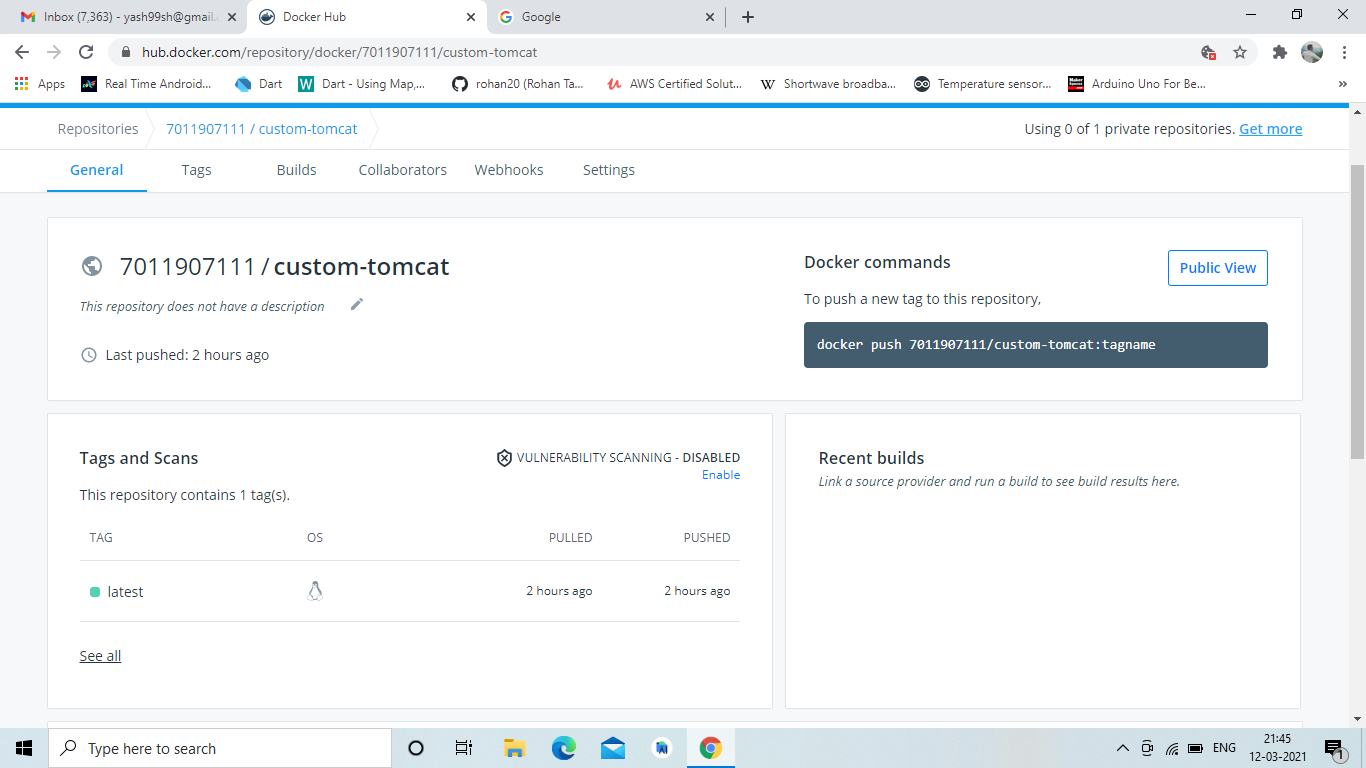 Inbox (7,363) - yash99sh@gmail.c
Docker Hub
Google
hub.docker.com/repository/docker/7011907111/custom-tomcat
Apps
Real Time Android...
Dart
Dart - Using Map,...
rohan20 (Rohan Ta...
AWS Certified Solut...
Shortwave broadba...
Temperature sensor...
Arduino Uno For Be...
Repositories
7011907111 / custom-tomcat
Using 0 of 1 private repositories. Get more
General
Tags
Builds
Collaborators
Webhooks
Settings
7011907111 / custom-tomcat
This repository does not have a description
Last pushed: 2 hours ago
Docker commands
Public View
To push a new tag to this repository,
docker push 7011907111/custom-tomcat:tagname
Tags and Scans
VULNERABILITY SCANNING - DISABLED
Enable
This repository contains 1 tag(s).
TAG
OS
PULLED
PUSHED
latest
2 hours ago
2 hours ago
See all
Recent builds
Link a source provider and run a build to see build results here.
Type here to search
ENG
21:45
12-03-2021
1